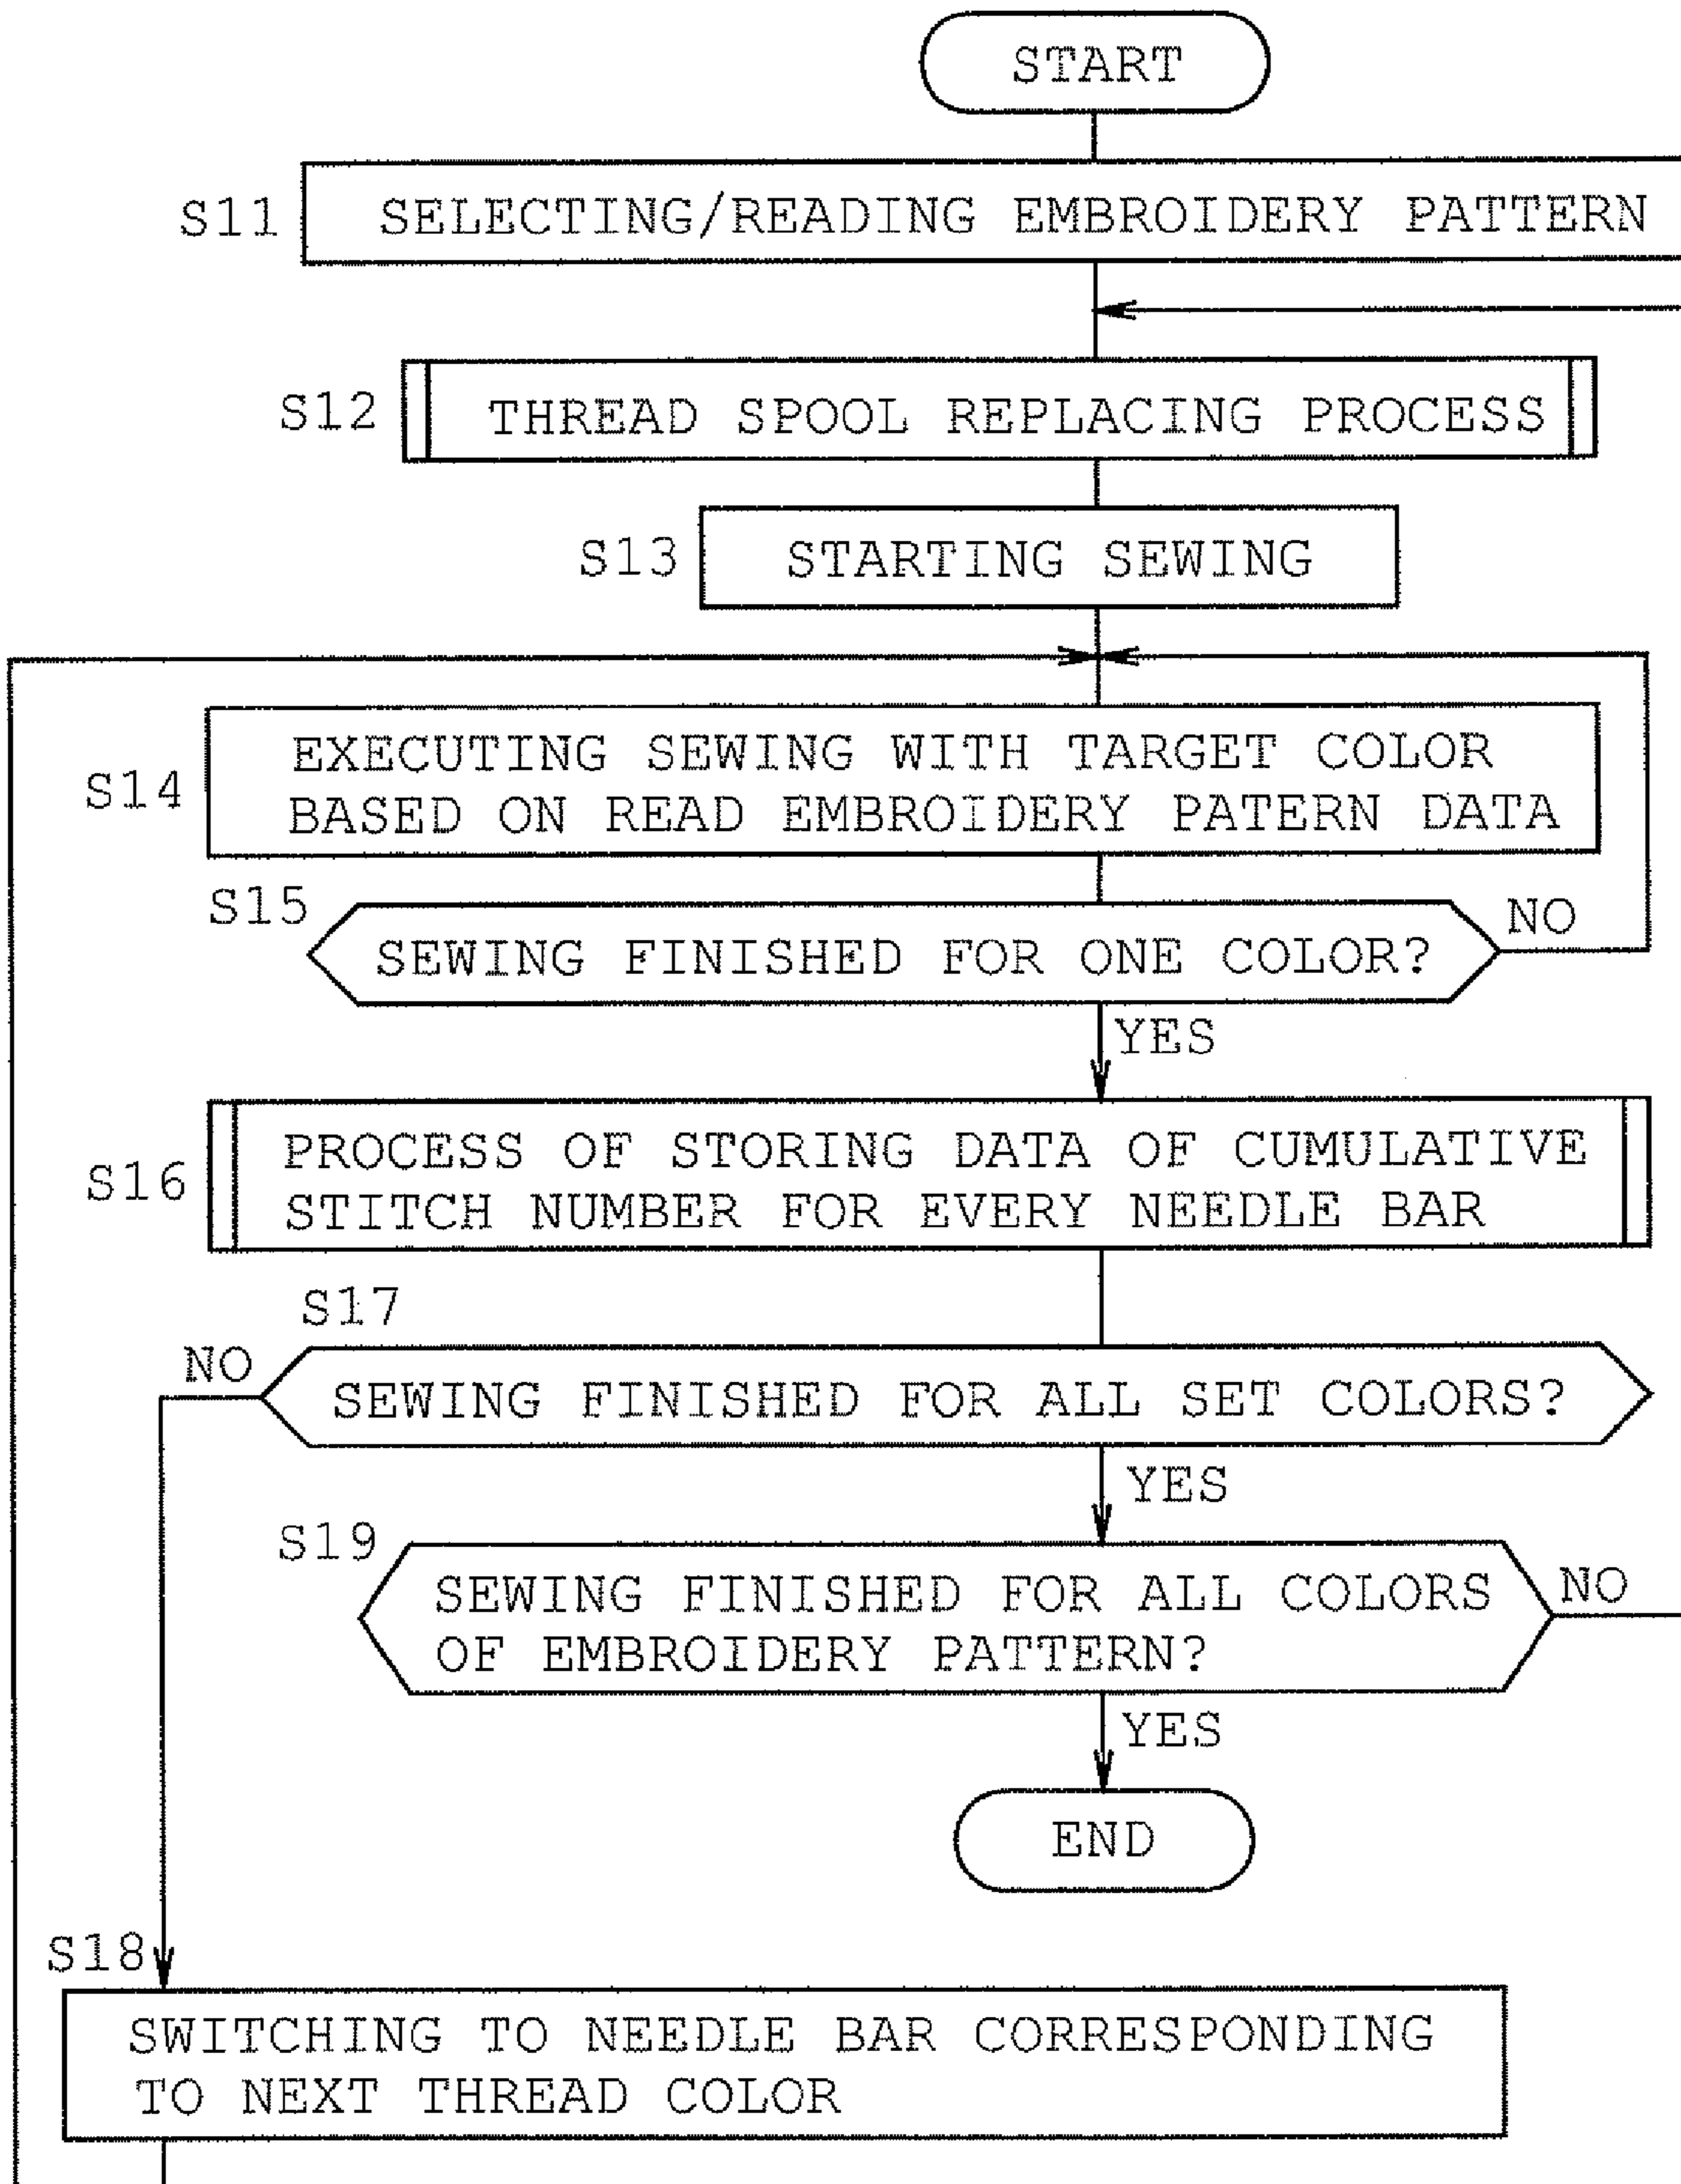 START
S11
SELECTING/READING EMBROIDERY PATTERN
S12
THREAD SPOOL REPLACING PROCESS
S13
STARTING SEWING
S14
EXECUTING SEWING WITH TARGET COLOR
BASED ON READ EMBROIDERY PATERN DATA
S15
SEWING FINISHED FOR ONE COLOR?
NO
YES
S16
PROCESS OF STORING DATA OF CUMULATIVE
STITCH NUMBER FOR EVERY NEEDLE BAR
S17
NO
SEWING FINISHED FOR ALL SET COLORS?
YES
S19
SEWING FINISHED FOR ALL COLORS
OF EMBROIDERY PATTERN?
NO
YES
END
S18
SWITCHING TO NEEDLE BAR CORRESPONDING
TO NEXT THREAD COLOR